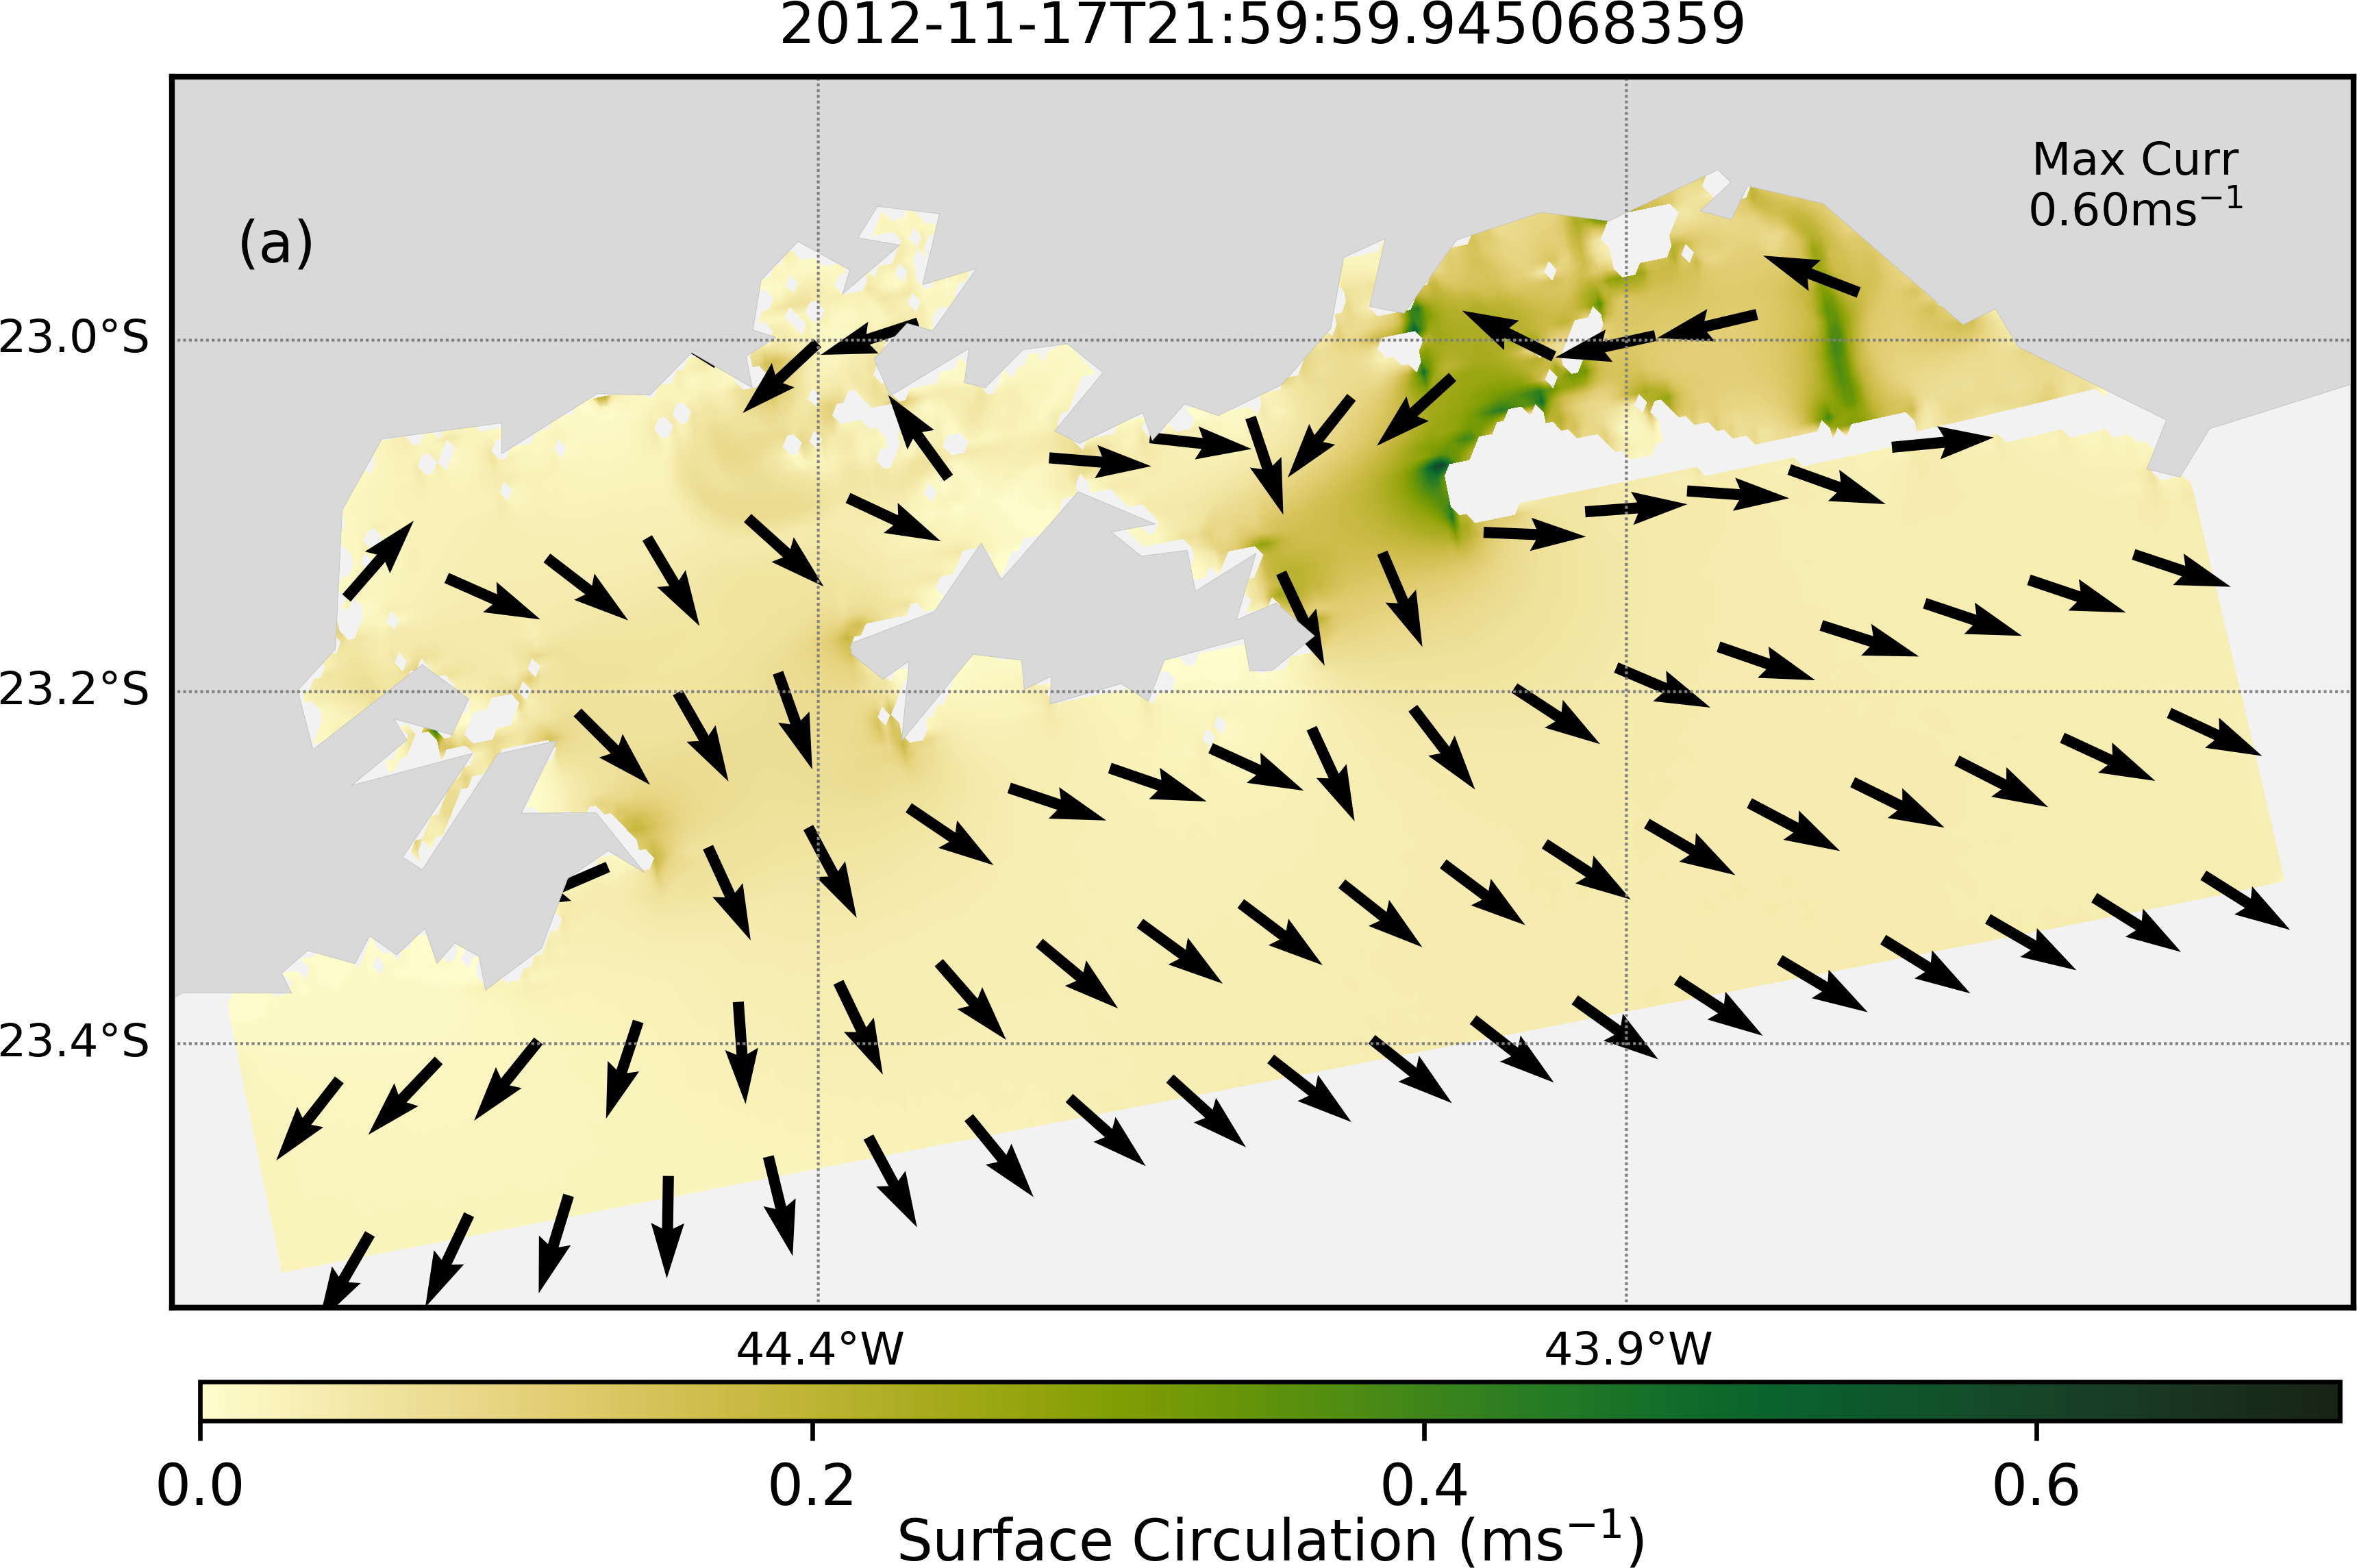 2012-11-17T21:59:59.945068359
Max Curr
0.60ms⁻¹
(a)
23.0°S
23.2°S
23.4°S
44.4°W 43.9°W
0.0 0.2 0.4 0.6
Surface Circulation (ms⁻¹)